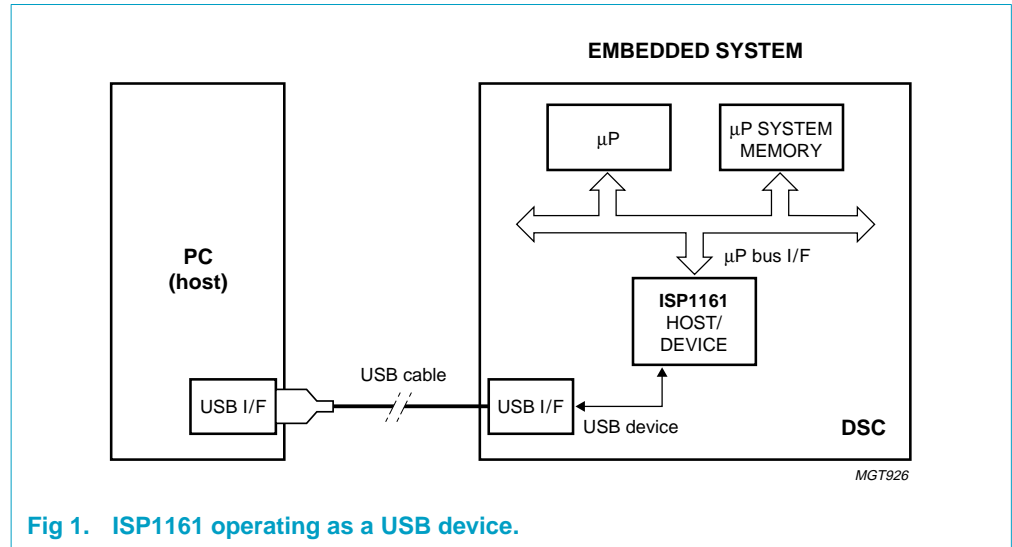 EMBEDDED SYSTEM
µP
µP SYSTEM
MEMORY
PC
(host)
µP bus I/F
ISP1161
HOST/
DEVICE
USB cable
USB I/F
USB I/F
USB device
DSC
MGT926
Fig 1. ISP1161 operating as a USB device.